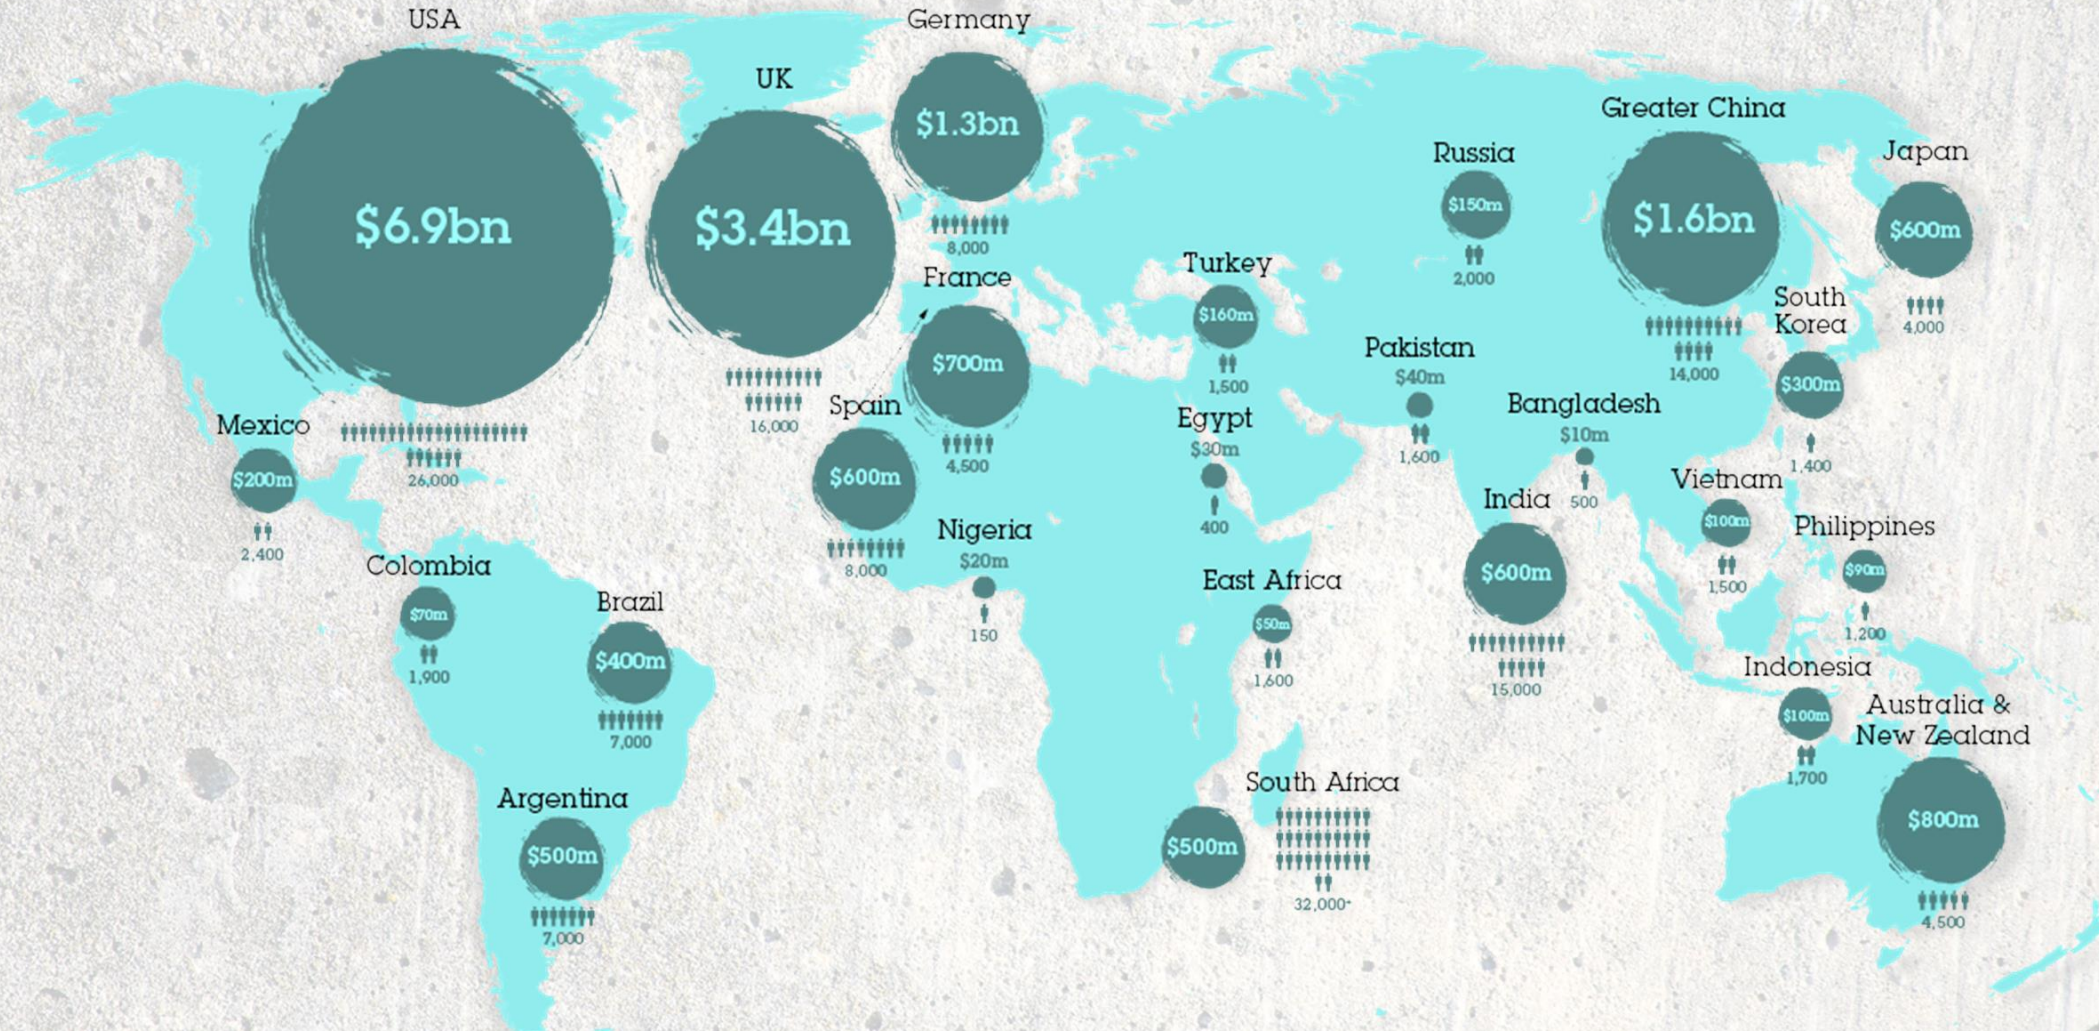 USA
$6.9bn
26,000
UK
$3.4bn
16,000
Germany
$1.3bn
8,000
France
$700m
4,500
Spain
$600m
8,000
Mexico
$200m
2,400
Colombia
$70m
1,900
Brazil
$400m
7,000
Argentina
$500m
7,000
Nigeria
$20m
150
Turkey
$160m
1,500
Egypt
$30m
400
East Africa
$50m
1,600
South Africa
$500m
32,000*
Russia
$150m
2,000
Pakistan
$40m
1,600
Bangladesh
$10m
500
India
$600m
15,000
Greater China
$1.6bn
14,000
Japan
$600m
4,000
South
Korea
$300m
1,400
Vietnam
$100m
1,500
Philippines
$90m
1,200
Indonesia
$100m
1,700
Australia &
New Zealand
$800m
4,500